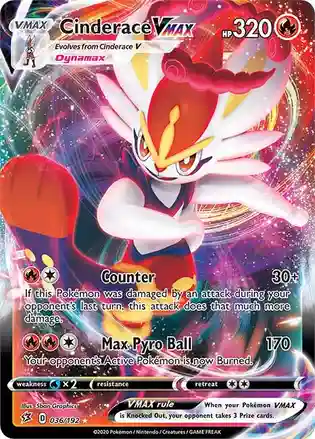 VMAX
Cinderace VMAX
HP 320
Evolves from Cinderace V
Dynamax
Counter 30+
If this Pokémon was damaged by an attack during your
opponent's last turn, this attack does that much more
damage.
Max Pyro Ball 170
Your opponent's Active Pokémon is now Burned.
weakness ×2 resistance retreat
VMAX rule
When your Pokémon VMAX
is Knocked Out, your opponent takes 3 Prize cards.
Illus. 5ban Graphics
D 036/192
©2020 Pokémon / Nintendo / Creatures / GAME FREAK